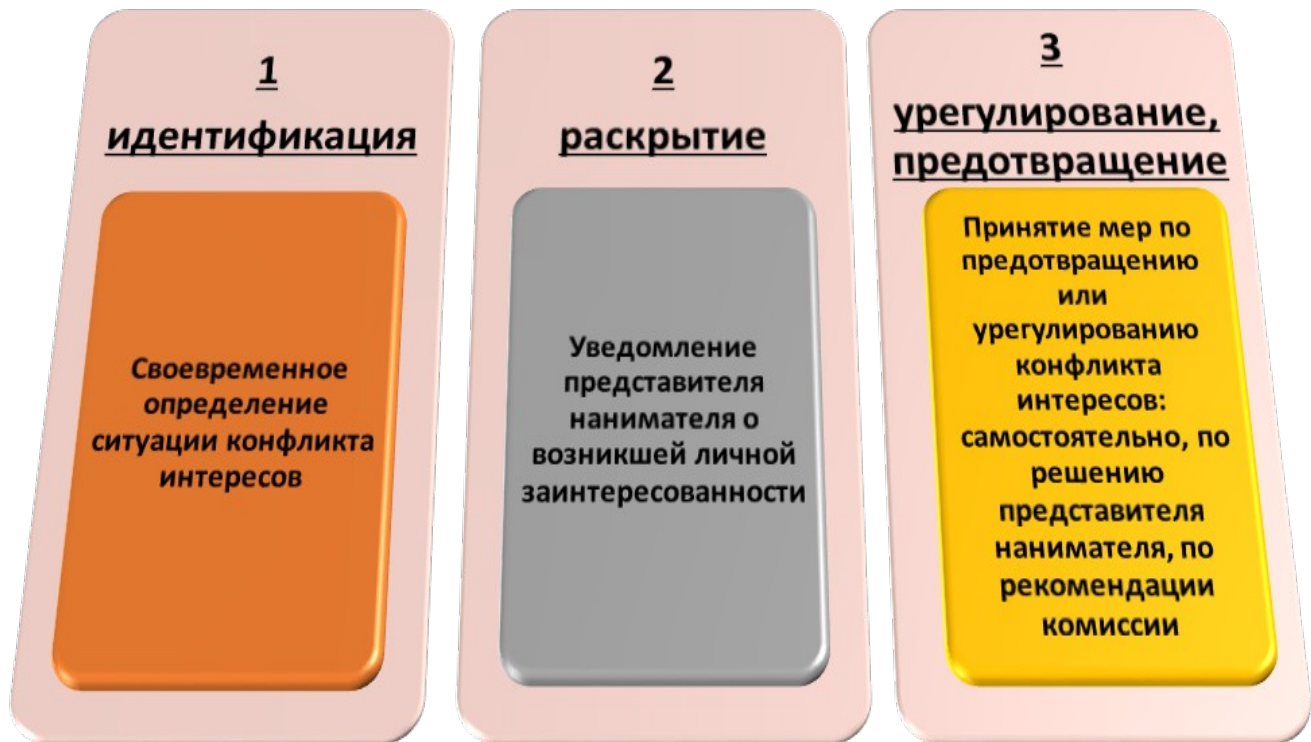 1
идентификация
Своевременное
определение
ситуации конфликта
интересов
2
раскрытие
Уведомление
представителя
нанимателя о
возникшей личной
заинтересованности
3
урегулирование,
предотвращение
Принятие мер по
предотвращению
или
урегулированию
конфликта
интересов:
самостоятельно, по
решению
представителя
нанимателя, по
рекомендации
комиссии